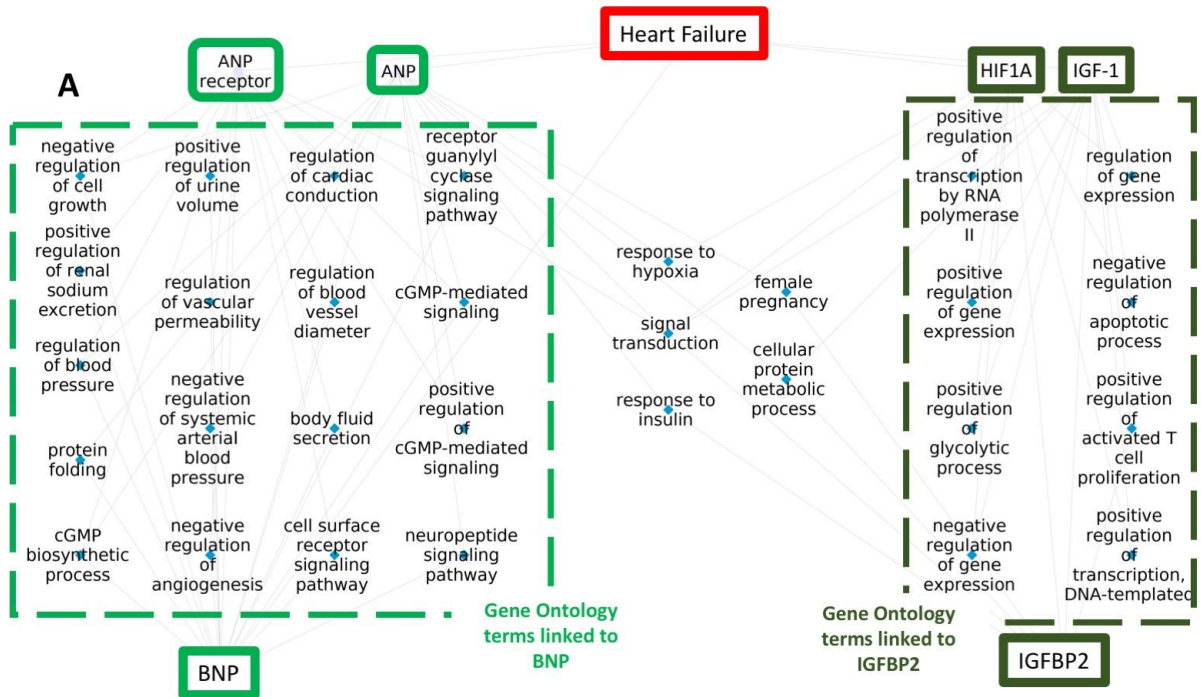 Heart Failure
A
ANP
receptor
ANP
HIF1A
IGF-1
negative
regulation
of cell
growth
positive
regulation
of urine
volume
regulation
of cardiac
conduction
receptor
guanylyl
cyclase
signaling
pathway
positive
regulation
of renal
sodium
excretion
regulation
of vascular
permeability
regulation
of blood
vessel
diameter
cGMP-mediated
signaling
regulation
of blood
pressure
negative
regulation
of systemic
arterial
blood
pressure
body fluid
secretion
positive
regulation
of
cGMP-mediated
signaling
protein
folding
cGMP
biosynthetic
process
negative
regulation
of
angiogenesis
cell surface
receptor
signaling
pathway
neuropeptide
signaling
pathway
Gene Ontology
terms linked to
BNP
BNP
response to
hypoxia
female
pregnancy
signal
transduction
cellular
protein
metabolic
process
response to
insulin
positive
regulation
of
transcription
by RNA
polymerase
II
regulation
of gene
expression
positive
regulation
of gene
expression
negative
regulation
of
apoptotic
process
positive
regulation
of
glycolytic
process
positive
regulation
of
activated T
cell
proliferation
negative
regulation
of gene
expression
positive
regulation
of
transcription,
DNA-templated
Gene Ontology
terms linked to
IGFBP2
IGFBP2